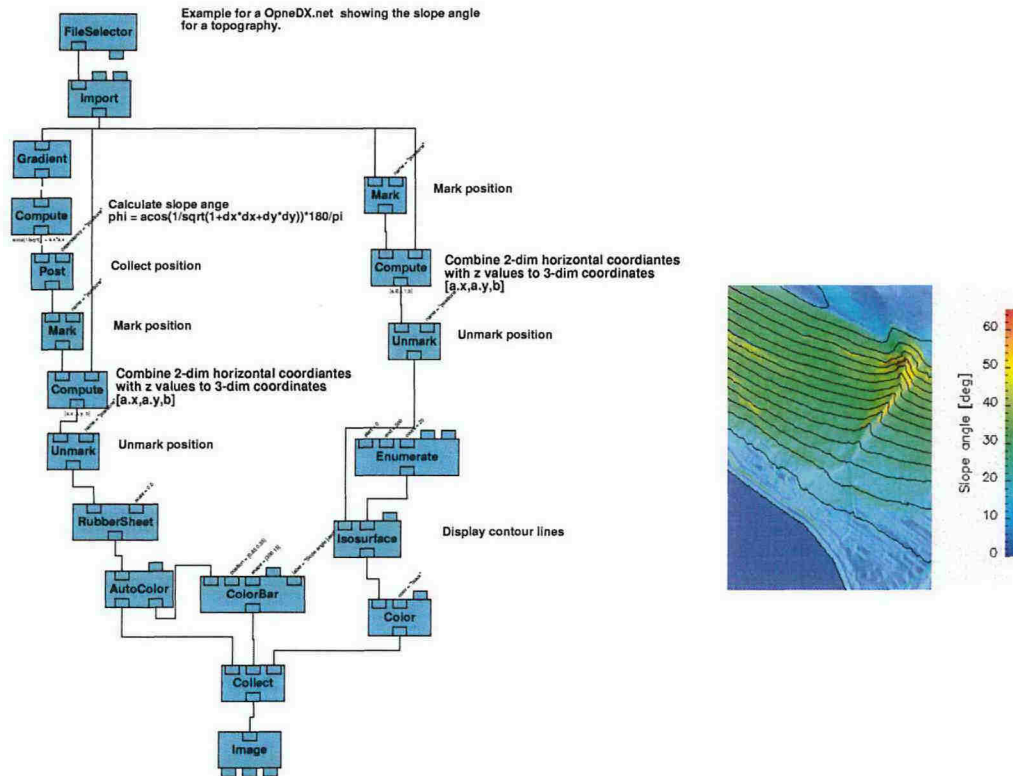 Example for a OpneDX.net showing the slope angle
for a topography.
FileSelector
Import
Gradient
Compute
Calculate slope ange
phi = acos(1/sqrt(1+dx*dx+dy*dy))*180/pi
Post
Collect position
Mark
Mark position
Compute
Combine 2-dim horizontal coordiantes
with z values to 3-dim coordinates
[a.x,a.y,b]
Unmark
Unmark position
RubberSheet
AutoColor
ColorBar
Mark
Mark position
Compute
Combine 2-dim horizontal coordiantes
with z values to 3-dim coordinates
[a.x,a.y,b]
Unmark
Unmark position
Enumerate
Isosurface
Display contour lines
Color
Collect
Image
Slope angle [deg]
60
50
40
30
20
10
0